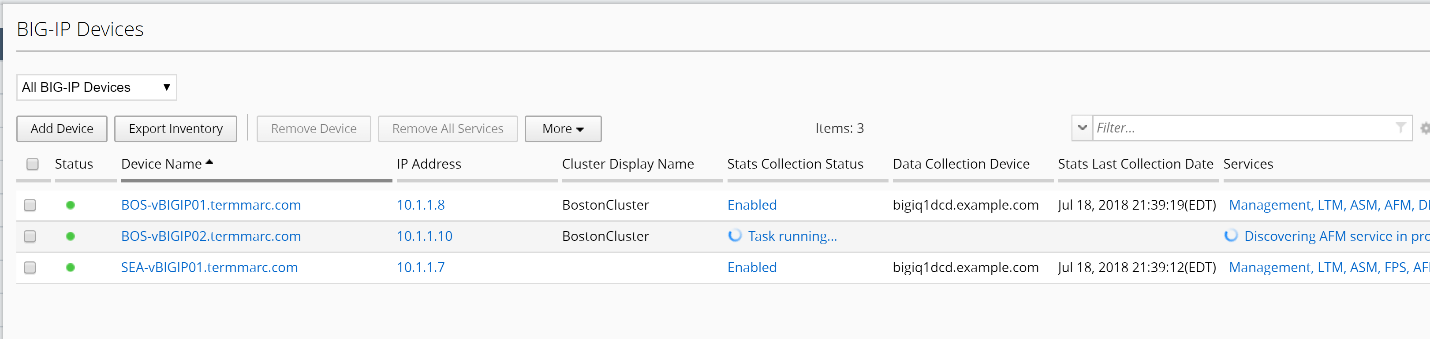 BIG-IP Devices
All BIG-IP Devices
Add Device Export Inventory Remove Device Remove All Services More Items: 3 Filter...
Status Device Name IP Address Cluster Display Name Stats Collection Status Data Collection Device Stats Last Collection Date Services
BOS-vBIGIP01.termmarc.com 10.1.1.8 BostonCluster Enabled bigiq1dcd.example.com Jul 18, 2018 21:39:19(EDT) Management, LTM, ASM, AFM,
BOS-vBIGIP02.termmarc.com 10.1.1.10 BostonCluster Task running... Discovering AFM service in
SEA-vBIGIP01.termmarc.com 10.1.1.7 Enabled bigiq1dcd.example.com Jul 18, 2018 21:39:12(EDT) Management, LTM, ASM, FPS,